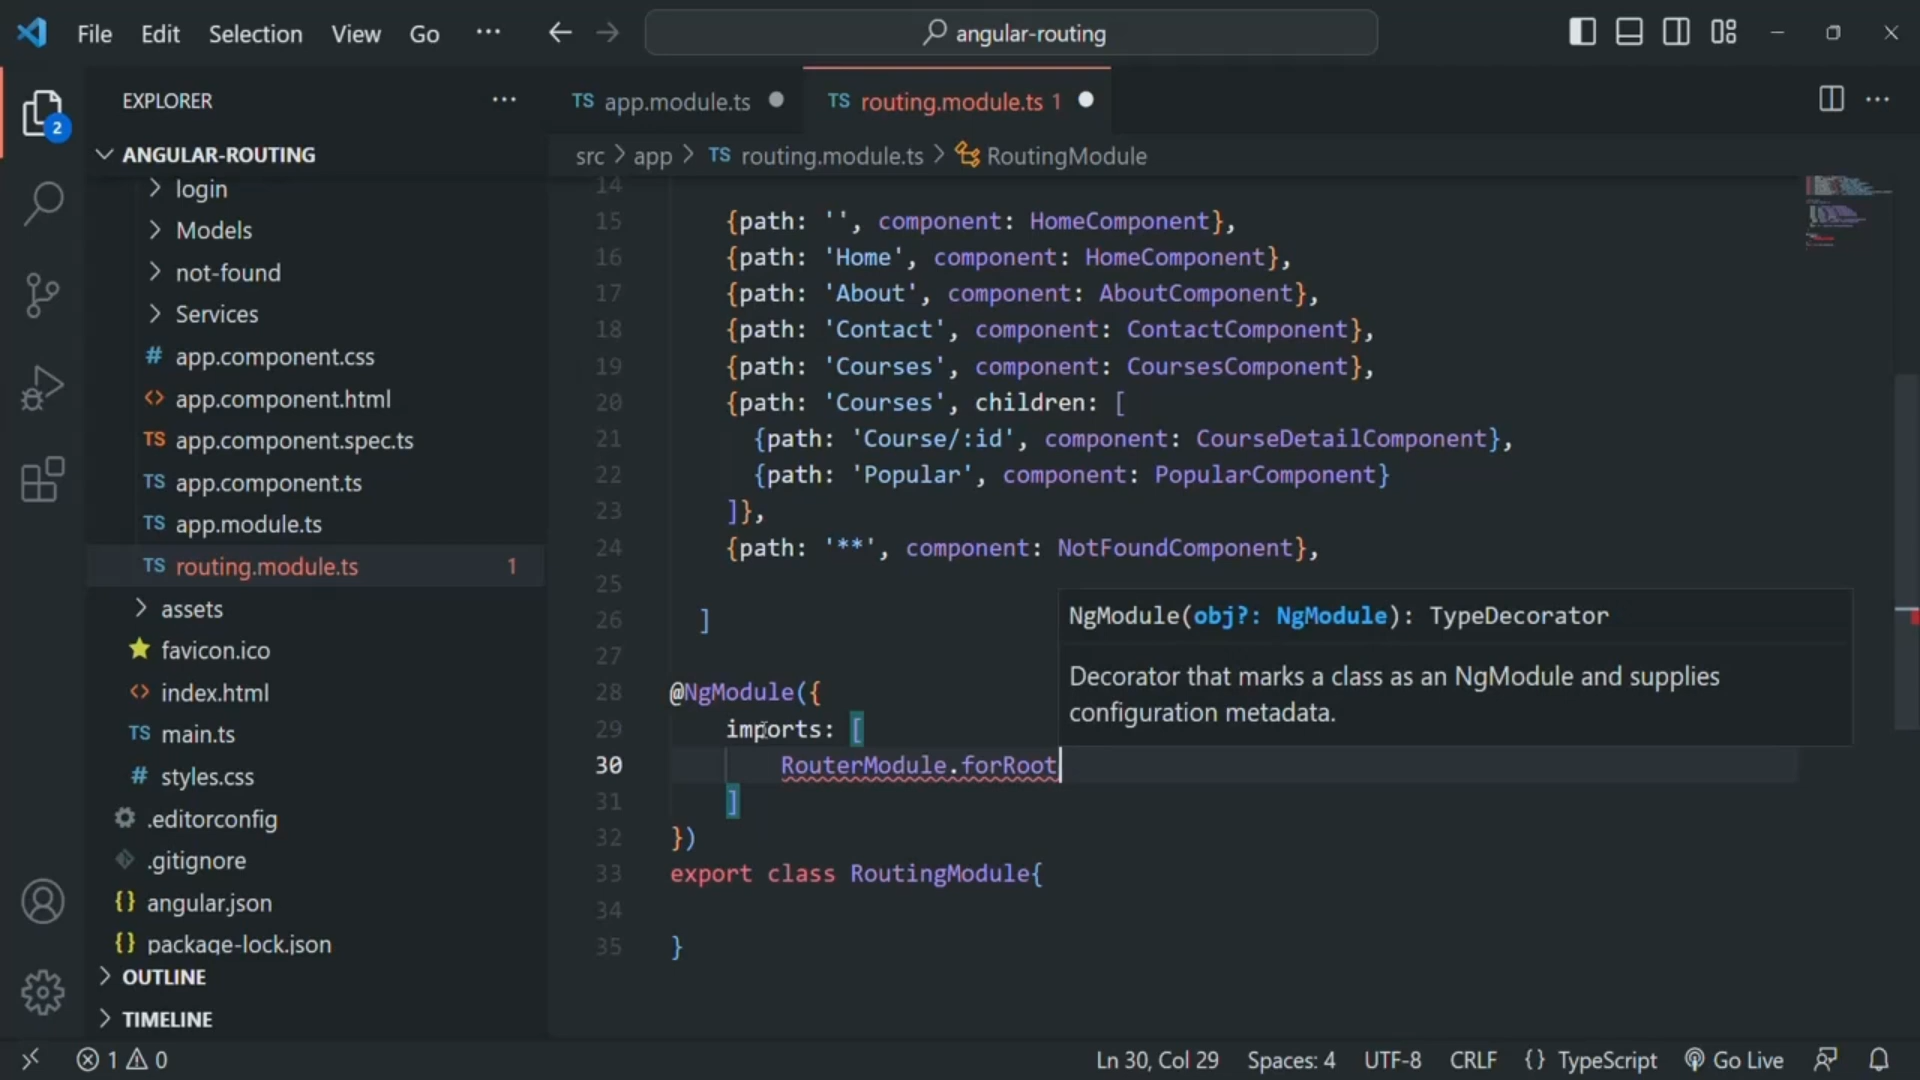 File Edit Selection View Go ··· angular-routing
EXPLORER ···
2
ANGULAR-ROUTING
login
Models
not-found
Services
# app.component.css
<> app.component.html
TS app.component.spec.ts
TS app.component.ts
TS app.module.ts
TS routing.module.ts 1
assets
favicon.ico
<> index.html
TS main.ts
# styles.css
.editorconfig
.gitignore
{} angular.json
{} package-lock.json
OUTLINE
TIMELINE
TS app.module.ts TS routing.module.ts 1 ···
src > app > TS routing.module.ts > RoutingModule
14
15 {path: '', component: HomeComponent},
16 {path: 'Home', component: HomeComponent},
17 {path: 'About', component: AboutComponent},
18 {path: 'Contact', component: ContactComponent},
19 {path: 'Courses', component: CoursesComponent},
20 {path: 'Courses', children: [
21 {path: 'Course/:id', component: CourseDetailComponent},
22 {path: 'Popular', component: PopularComponent}
23 ]},
24 {path: '**', component: NotFoundComponent},
25
26 ]
27
28 @NgModule({
29 imports: [
30 RouterModule.forRoot
31 ]
32 })
33 export class RoutingModule{
34
35 }
NgModule(obj?: NgModule): TypeDecorator
Decorator that marks a class as an NgModule and supplies
configuration metadata.
1 0 Ln 30, Col 29 Spaces: 4 UTF-8 CRLF {} TypeScript Go Live